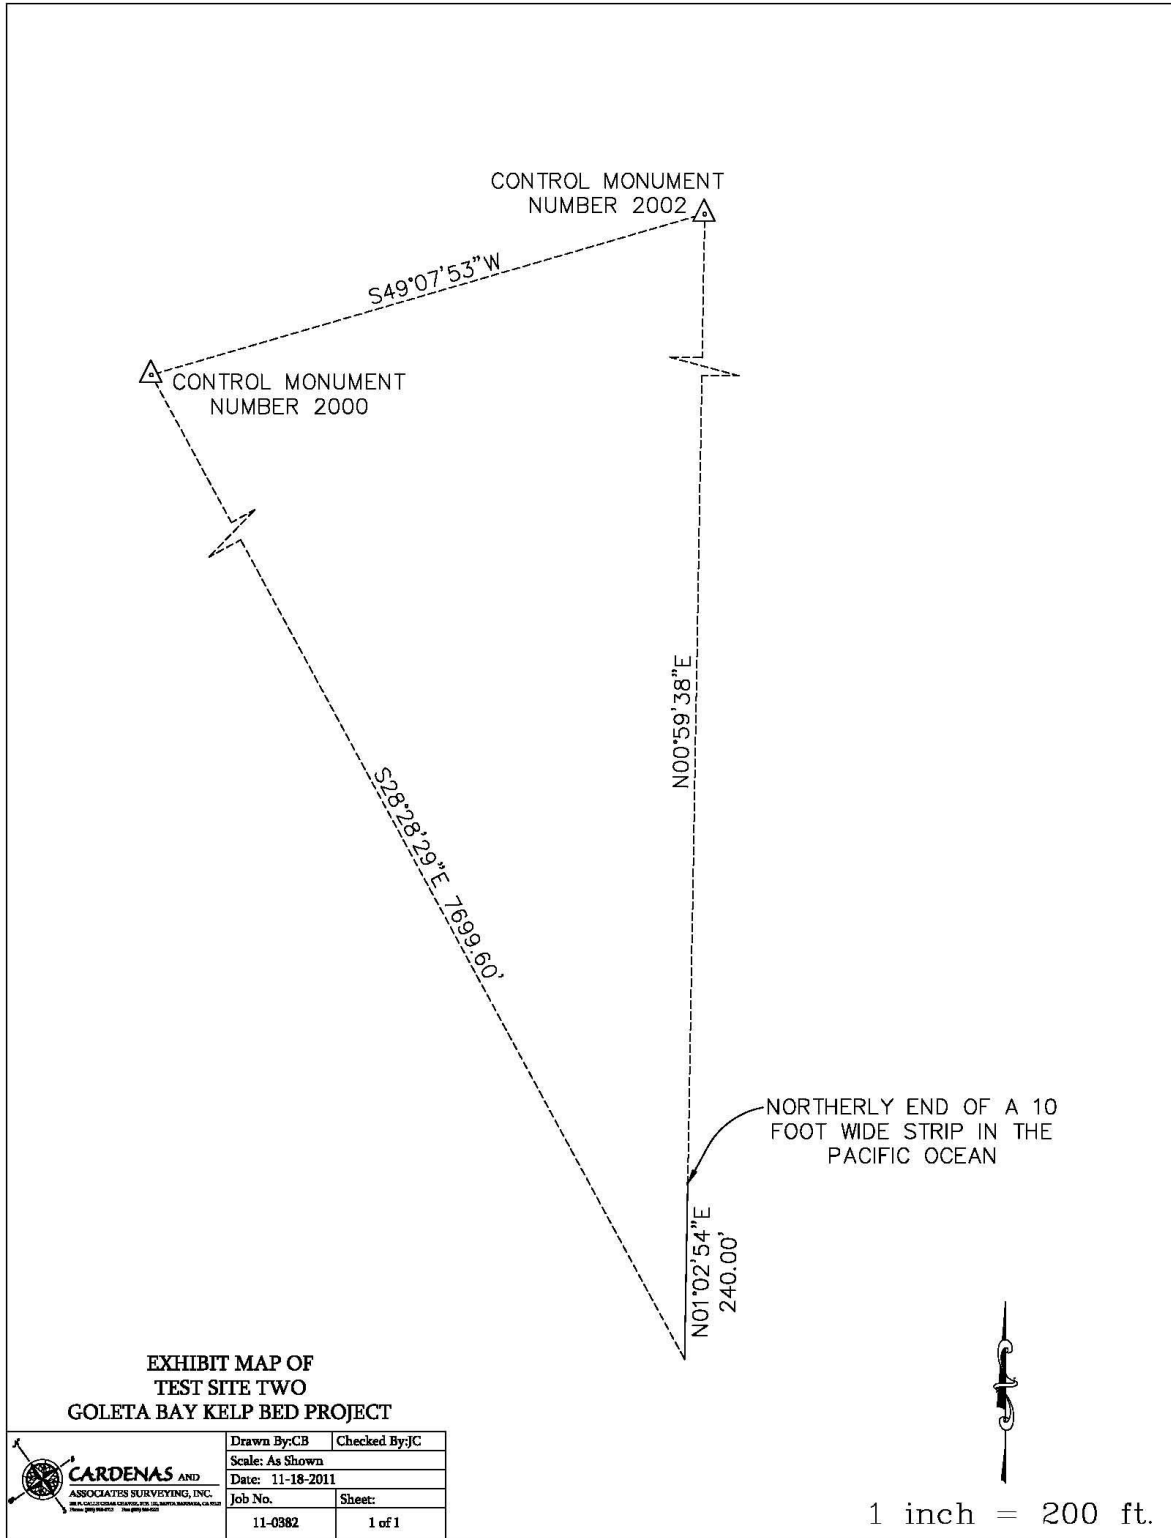 CONTROL MONUMENT
NUMBER 2002
S49°07'53"W
CONTROL MONUMENT
NUMBER 2000
N00°59'38"E
S28°28'29"E 7699.60'
NORTHERLY END OF A 10
FOOT WIDE STRIP IN THE
PACIFIC OCEAN
N01°02'54"E
240.00'
EXHIBIT MAP OF
TEST SITE TWO
GOLETA BAY KELP BED PROJECT
CARDENAS AND
ASSOCIATES SURVEYING, INC.
Drawn By:CB Checked By:JC
Scale: As Shown
Date: 11-18-2011
Job No. Sheet:
11-0382 1 of 1
1 inch = 200 ft.